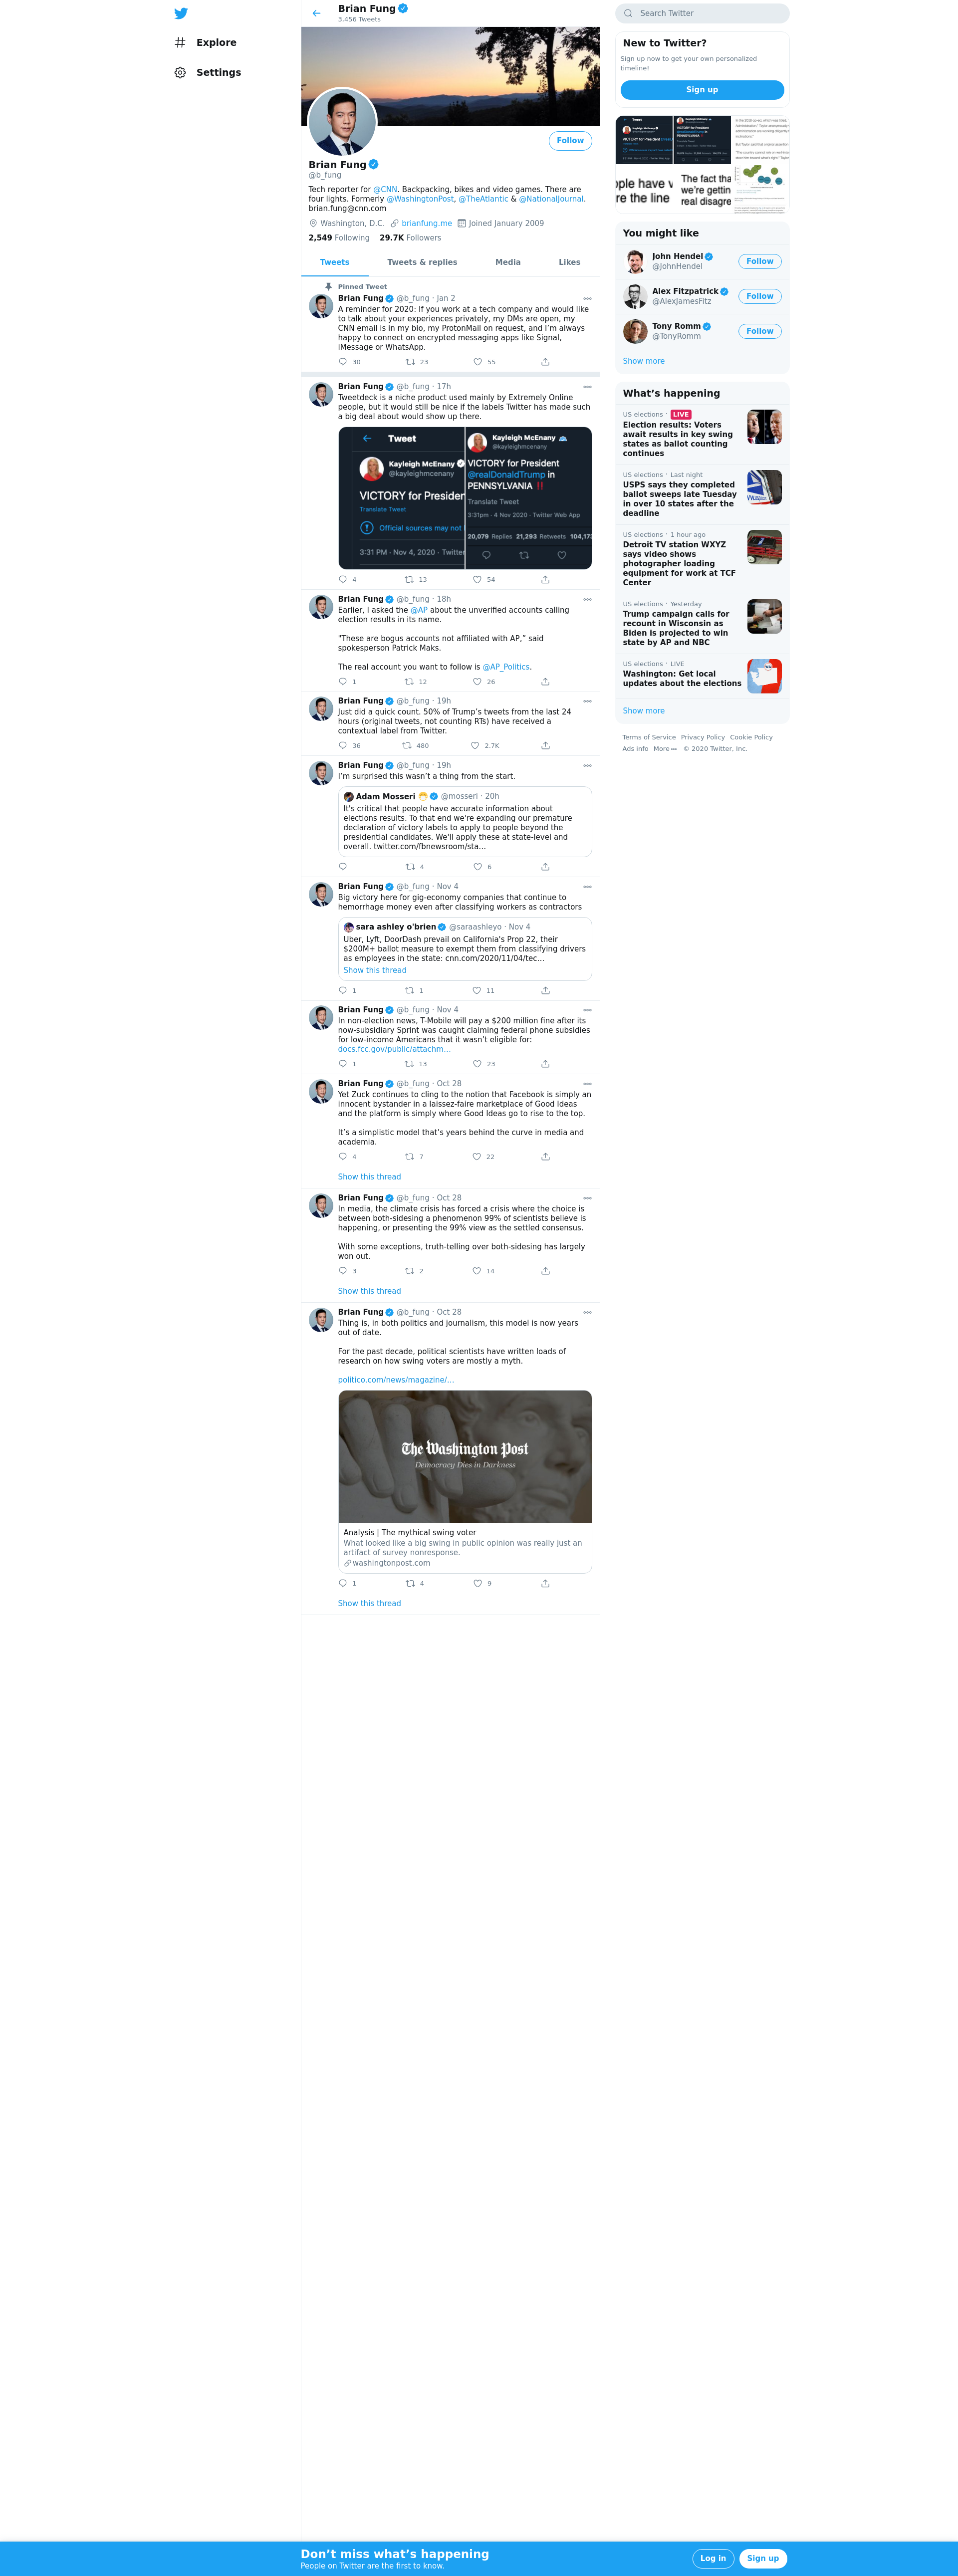 Explore
Settings
Brian Fung
3,456 Tweets
Follow
Brian Fung
@b_fung
Tech reporter for @CNN. Backpacking, bikes and video games. There are
four lights. Formerly @WashingtonPost, @TheAtlantic & @NationalJournal.
brian.fung@cnn.com
Washington, D.C. brianfung.me Joined January 2009
2,549 Following 29.7K Followers
Tweets Tweets & replies Media Likes
Pinned Tweet
Brian Fung @b_fung · Jan 2
A reminder for 2020: If you work at a tech company and would like
to talk about your experiences privately, my DMs are open, my
CNN email is in my bio, my ProtonMail on request, and I’m always
happy to connect on encrypted messaging apps like Signal,
iMessage or WhatsApp.
30 23 55
Brian Fung @b_fung · 17h
Tweetdeck is a niche product used mainly by Extremely Online
people, but it would still be nice if the labels Twitter has made such
a big deal about would show up there.
Tweet
Kayleigh McEnany
@kayleighmcenany
VICTORY for Presiden
Translate Tweet
Official sources may not
3:31 PM · Nov 4, 2020 · Twitter
Kayleigh McEnany
@kayleighmcenany
VICTORY for President
@realDonaldTrump in
PENNSYLVANIA ‼️
Translate Tweet
3:31pm · 4 Nov 2020 · Twitter Web App
20,079 Replies 21,293 Retweets 104,17
4 13 54
Brian Fung @b_fung · 18h
Earlier, I asked the @AP about the unverified accounts calling
election results in its name.
“These are bogus accounts not affiliated with AP,” said
spokesperson Patrick Maks.
The real account you want to follow is @AP_Politics.
1 12 26
Brian Fung @b_fung · 19h
Just did a quick count. 50% of Trump’s tweets from the last 24
hours (original tweets, not counting RTs) have received a
contextual label from Twitter.
36 480 2.7K
Brian Fung @b_fung · 19h
I’m surprised this wasn’t a thing from the start.
Adam Mosseri 😷 @mosseri · 20h
It's critical that people have accurate information about
elections results. To that end we're expanding our premature
declaration of victory labels to apply to people beyond the
presidential candidates. We'll apply these at state-level and
overall. twitter.com/fbnewsroom/sta…
4 6
Brian Fung @b_fung · Nov 4
Big victory here for gig-economy companies that continue to
hemorrhage money even after classifying workers as contractors
sara ashley o'brien @saraashleyo · Nov 4
Uber, Lyft, DoorDash prevail on California's Prop 22, their
$200M+ ballot measure to exempt them from classifying drivers
as employees in the state: cnn.com/2020/11/04/tec…
Show this thread
1 1 11
Brian Fung @b_fung · Nov 4
In non-election news, T-Mobile will pay a $200 million fine after its
now-subsidiary Sprint was caught claiming federal phone subsidies
for low-income Americans that it wasn’t eligible for:
docs.fcc.gov/public/attachm…
1 13 23
Brian Fung @b_fung · Oct 28
Yet Zuck continues to cling to the notion that Facebook is simply an
innocent bystander in a laissez-faire marketplace of Good Ideas
and the platform is simply where Good Ideas go to rise to the top.
It’s a simplistic model that’s years behind the curve in media and
academia.
4 7 22
Show this thread
Brian Fung @b_fung · Oct 28
In media, the climate crisis has forced a crisis where the choice is
between both-sidesing a phenomenon 99% of scientists believe is
happening, or presenting the 99% view as the settled consensus.
With some exceptions, truth-telling over both-sidesing has largely
won out.
3 2 14
Show this thread
Brian Fung @b_fung · Oct 28
Thing is, in both politics and journalism, this model is now years
out of date.
For the past decade, political scientists have written loads of
research on how swing voters are mostly a myth.
politico.com/news/magazine/…
The Washington Post
Democracy Dies in Darkness
Analysis | The mythical swing voter
What looked like a big swing in public opinion was really just an
artifact of survey nonresponse.
washingtonpost.com
1 4 9
Show this thread
Search Twitter
New to Twitter?
Sign up now to get your own personalized
timeline!
Sign up
ople have v
re the line
The fact tha
we're gettin
real disagre
You might like
John Hendel
@JohnHendel
Follow
Alex Fitzpatrick
@AlexJamesFitz
Follow
Tony Romm
@TonyRomm
Follow
Show more
What’s happening
US elections · LIVE
Election results: Voters
await results in key swing
states as ballot counting
continues
US elections · Last night
USPS says they completed
ballot sweeps late Tuesday
in over 10 states after the
deadline
US elections · 1 hour ago
Detroit TV station WXYZ
says video shows
photographer loading
equipment for work at TCF
Center
US elections · Yesterday
Trump campaign calls for
recount in Wisconsin as
Biden is projected to win
state by AP and NBC
US elections · LIVE
Washington: Get local
updates about the elections
Show more
Terms of Service Privacy Policy Cookie Policy
Ads info More © 2020 Twitter, Inc.
Don’t miss what’s happening
People on Twitter are the first to know.
Log in Sign up